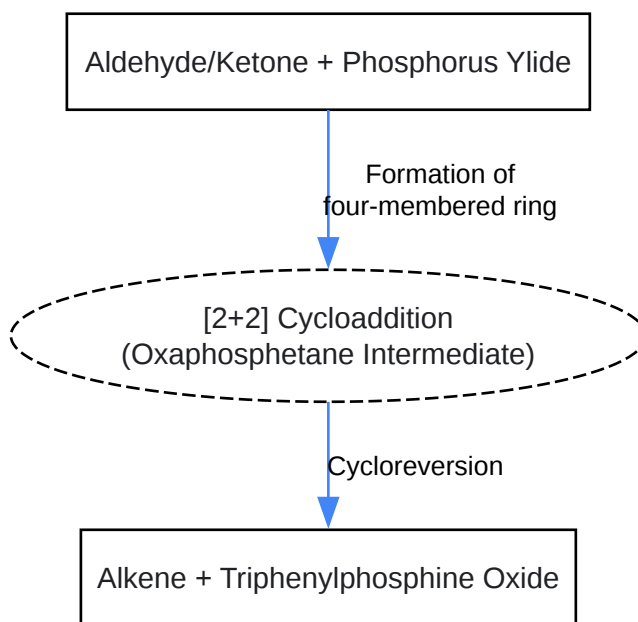 Aldehyde/Ketone + Phosphorus Ylide
Formation of
four-membered ring
[2+2] Cycloaddition
(Oxaphosphetane Intermediate)
Cycloreversion
Alkene + Triphenylphosphine Oxide